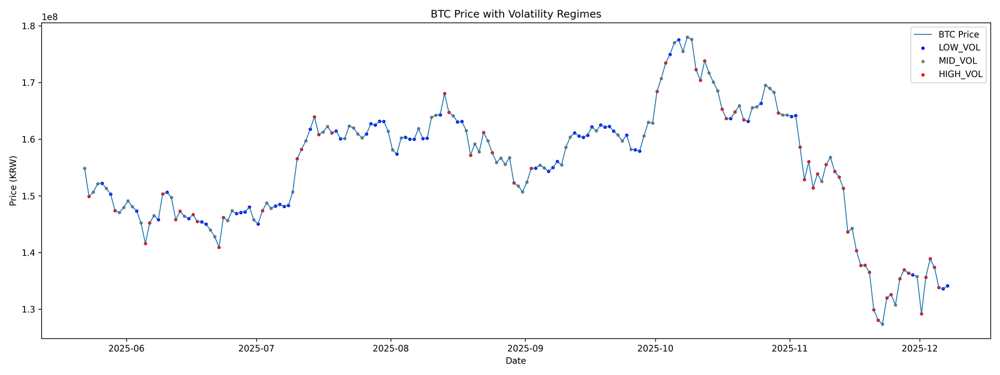 BTC Price with Volatility Regimes
1e8
1.8
1.7
1.6
1.5
1.4
1.3
Price (KRW)
BTC Price
LOW_VOL
MID_VOL
HIGH_VOL
2025-06 2025-07 2025-08 2025-09 2025-10 2025-11 2025-12
Date